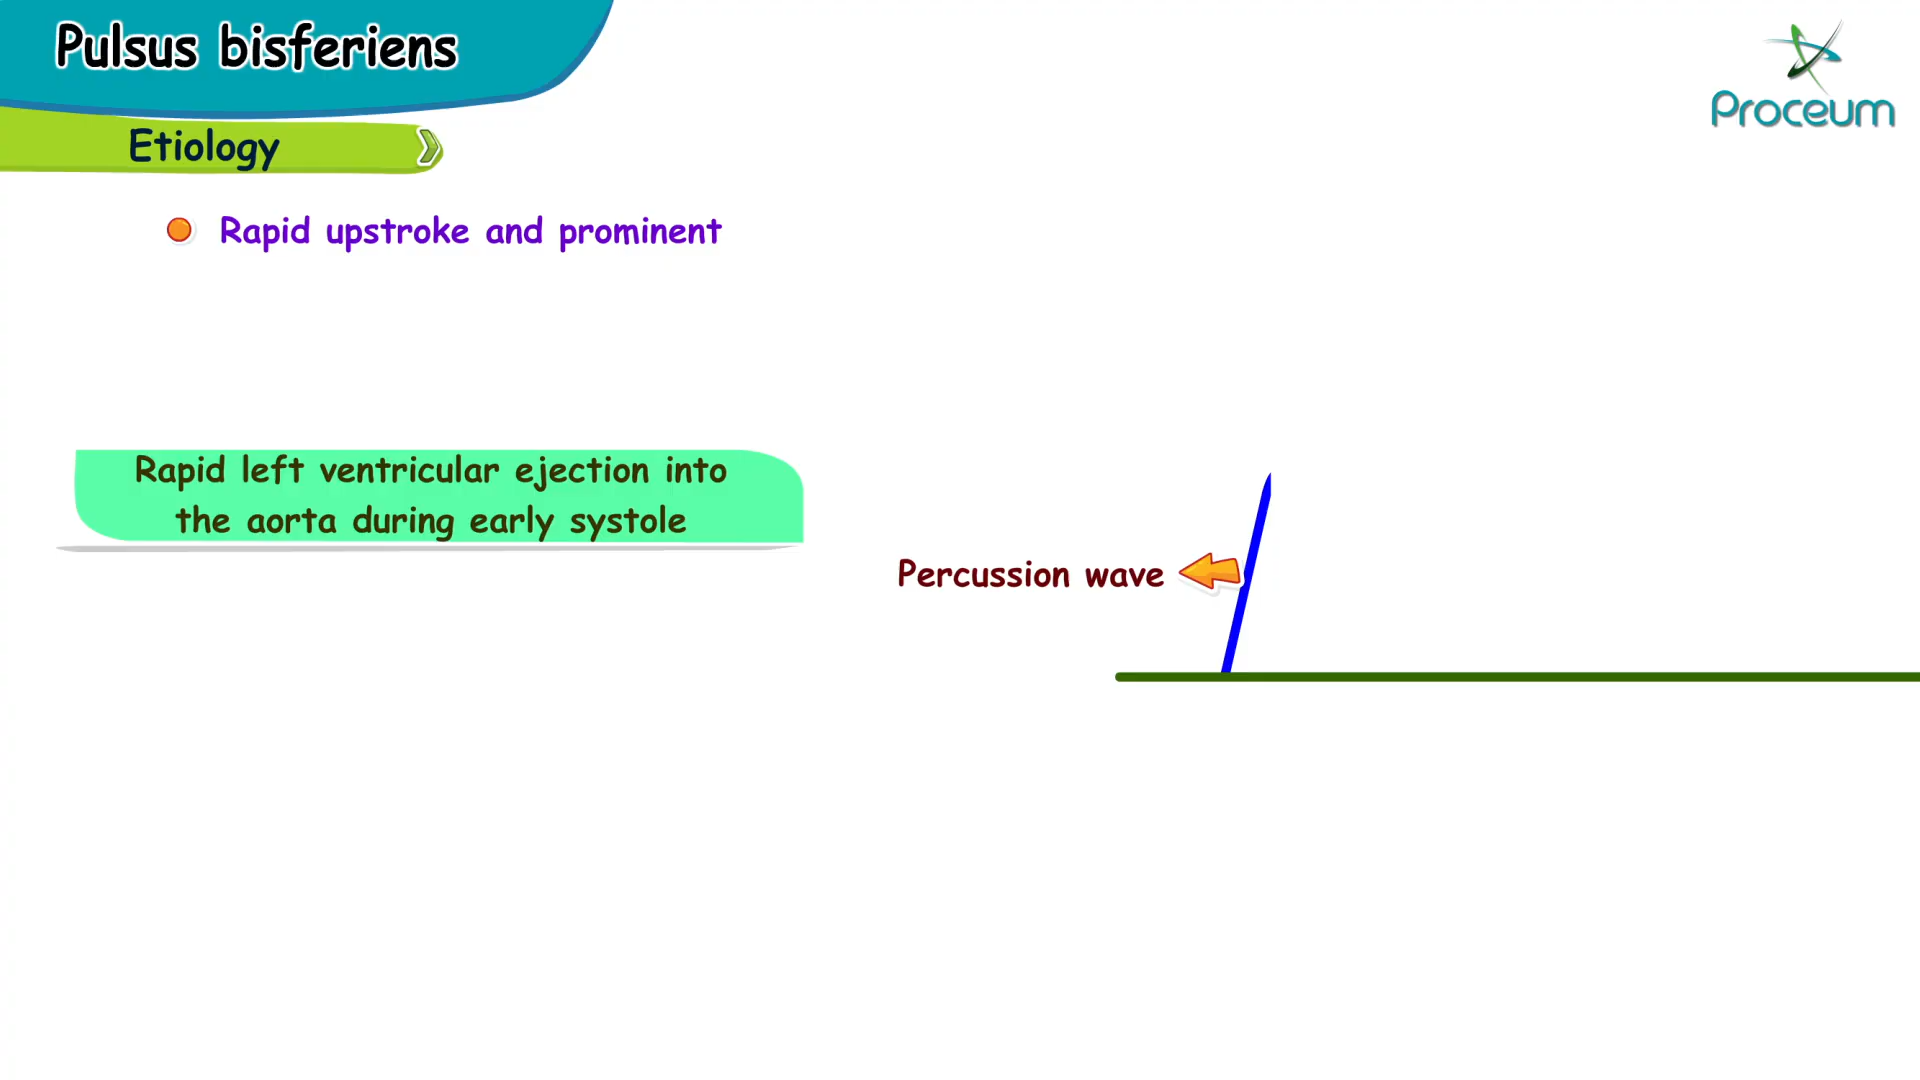 Pulsus bisferiens
Proceum
Etiology
Rapid upstroke and prominent
Rapid left ventricular ejection into
the aorta during early systole
Percussion wave